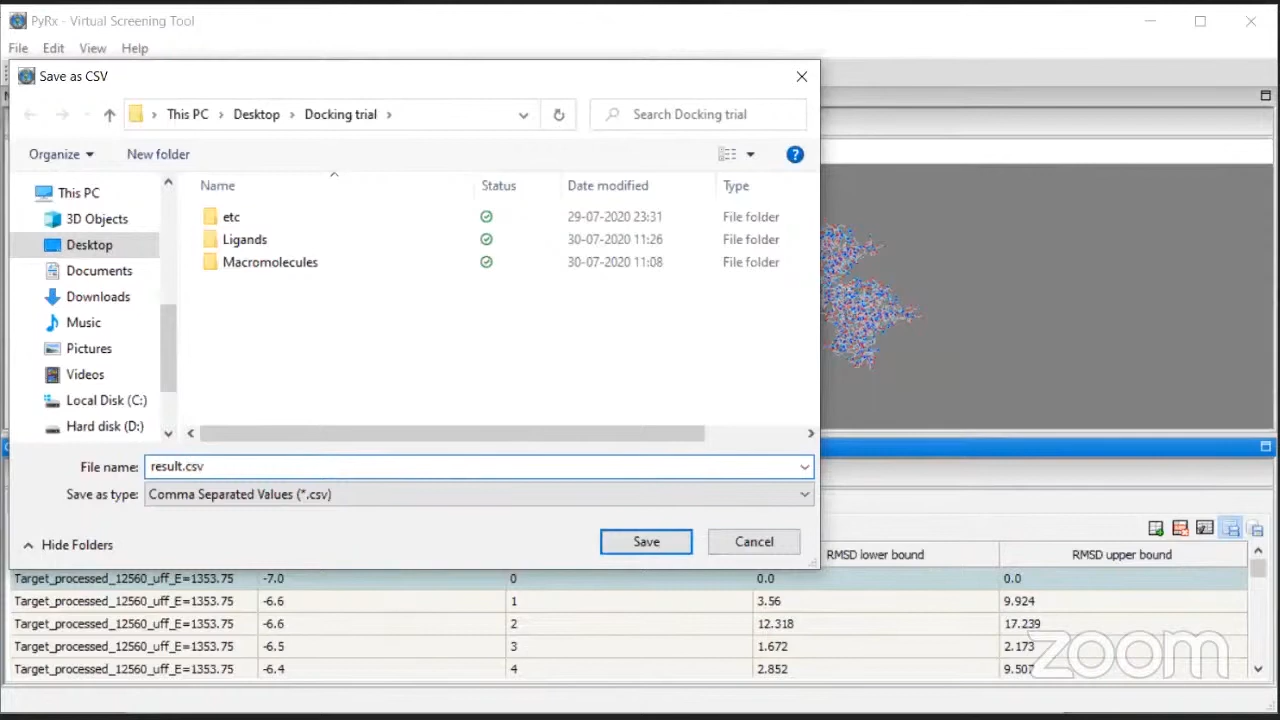 PyRx - Virtual Screening Tool
File Edit View Help
Save as CSV
This PC > Desktop > Docking trial >
Search Docking trial
Organize
New folder
Name Status Date modified Type
This PC
3D Objects
Desktop
Documents
Downloads
Music
Pictures
Videos
Local Disk (C:)
Hard disk (D:)
etc 29-07-2020 23:31 File folder
Ligands 30-07-2020 11:26 File folder
Macromolecules 30-07-2020 11:08 File folder
File name: result.csv
Save as type: Comma Separated Values (*.csv)
Hide Folders
Save
Cancel
RMSD lower bound RMSD upper bound
Target_processed_12560_uff_E=1353.75 -7.0 0 0.0 0.0
Target_processed_12560_uff_E=1353.75 -6.6 1 3.56 9.924
Target_processed_12560_uff_E=1353.75 -6.6 2 12.318 17.239
Target_processed_12560_uff_E=1353.75 -6.5 3 1.672 2.173
Target_processed_12560_uff_E=1353.75 -6.4 4 2.852 9.507
zoom